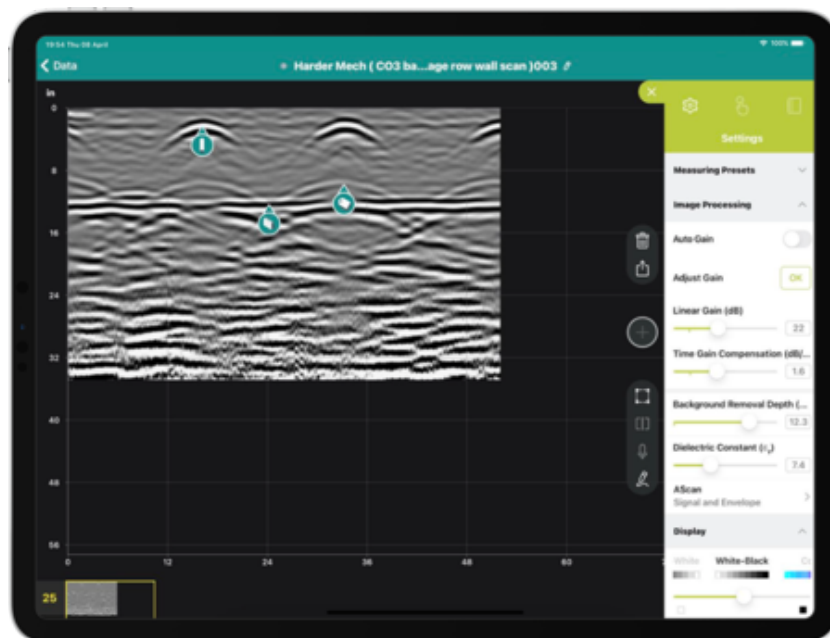 19:54 Thu 08 April
100%
Data
Harder Mech ( CO3 ba...age row wall scan )003
in
0
8
16
24
32
40
48
56
0
12
24
36
48
60
25
Settings
Measuring Presets
Image Processing
Auto Gain
Adjust Gain
OK
Linear Gain (dB)
22
Time Gain Compensation (dB/...
1.6
Background Removal Depth (...
12.3
Dielectric Constant (εr)
7.4
AScan
Signal and Envelope
Display
White
White-Black